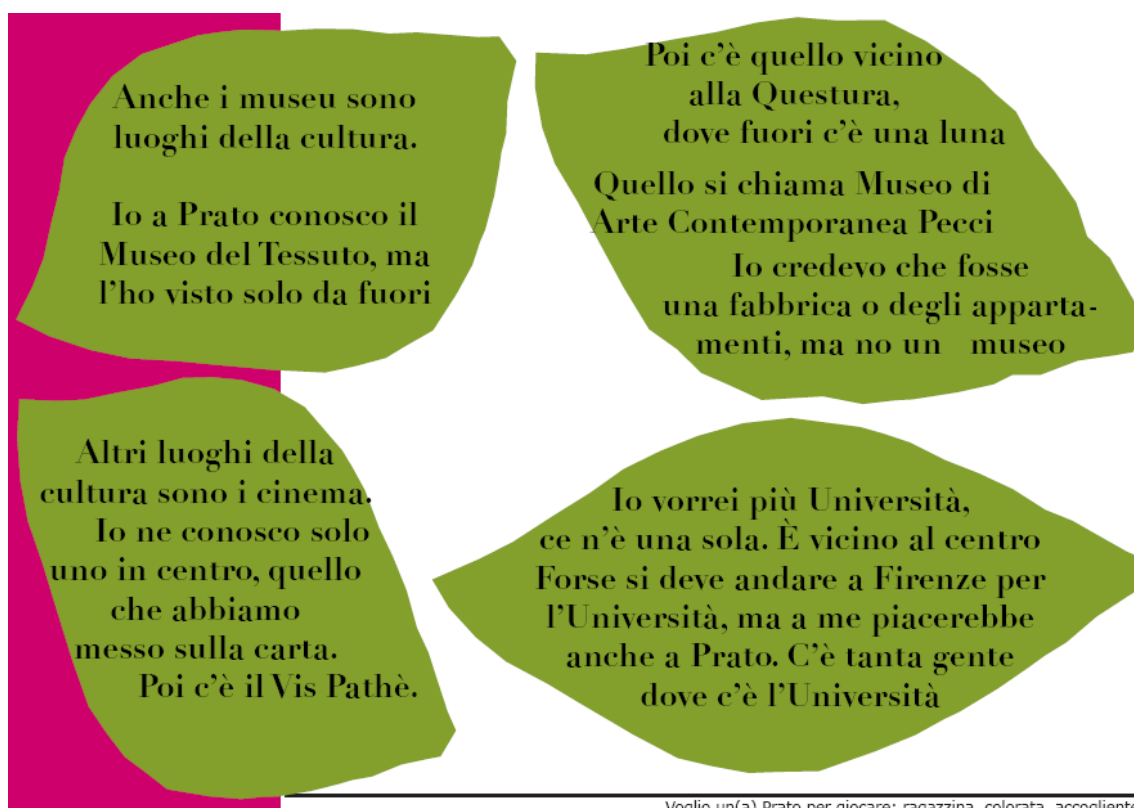 Anche i museu sono
luoghi della cultura.
Io a Prato conosco il
Museo del Tessuto, ma
l'ho visto solo da fuori
Poi c'è quello vicino
alla Questura,
dove fuori c'è una luna
Quello si chiama Museo di
Arte Contemporanea Pecci
Io credevo che fosse
una fabbrica o degli apparta-
menti, ma no un museo
Altri luoghi della
cultura sono i cinema.
Io ne conosco solo
uno in centro, quello
che abbiamo
messo sulla carta.
Poi c'è il Vis Pathè.
Io vorrei più Università,
ce n'è una sola. È vicino al centro
Forse si deve andare a Firenze per
l'Università, ma a me piacerebbe
anche a Prato. C'è tanta gente
dove c'è l'Università
Voglio un(a) Prato per giocare: ragazzina, colorata, accogliente